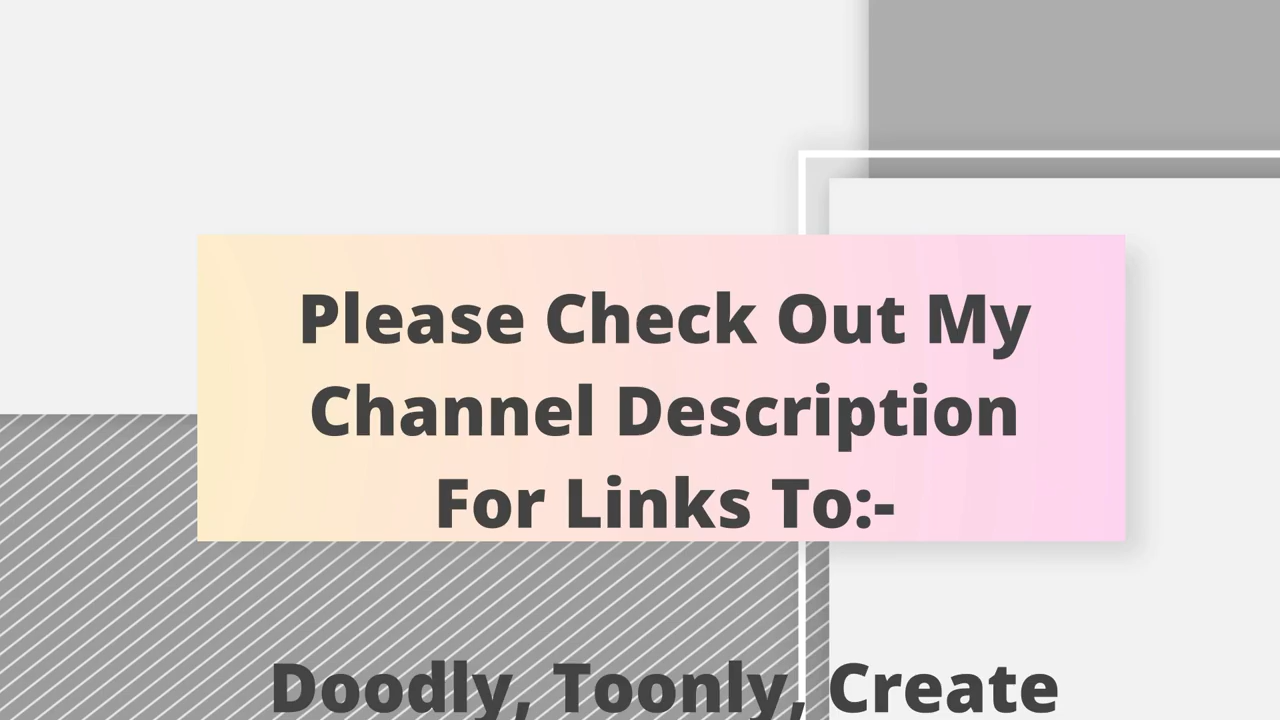 Please Check Out My
Channel Description
For Links To:-
Doodly, Toonly, Create